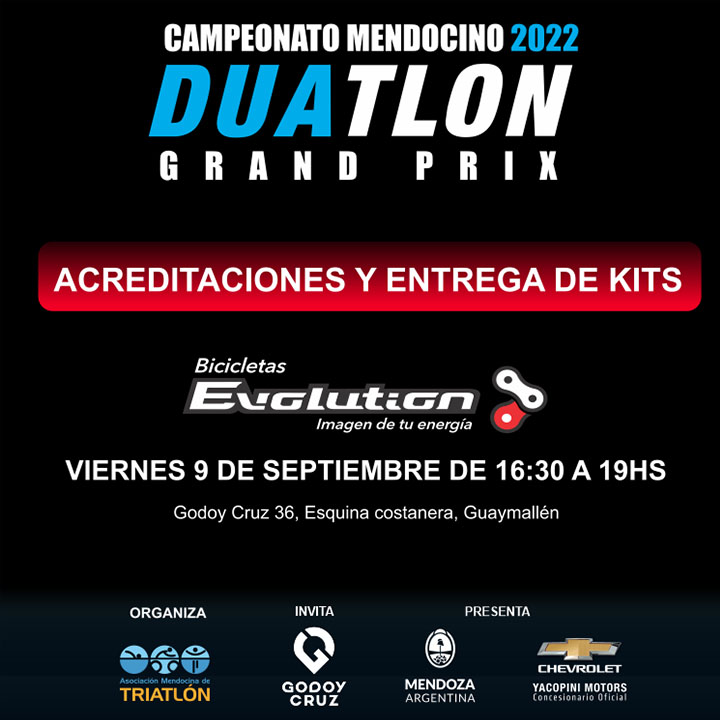 CAMPEONATO MENDOCINO 2022
DUATLON
GRAND PRIX
ACREDITACIONES Y ENTREGA DE KITS
Bicicletas
Evolution
Imagen de tu energía
VIERNES 9 DE SEPTIEMBRE DE 16:30 A 19HS
Godoy Cruz 36, Esquina costanera, Guaymallén
ORGANIZA
Asociación Mendocina de
TRIATLÓN
INVITA
GODOY
CRUZ
PRESENTA
MENDOZA
ARGENTINA
CHEVROLET
YACOPINI MOTORS
Concesionario Oficial